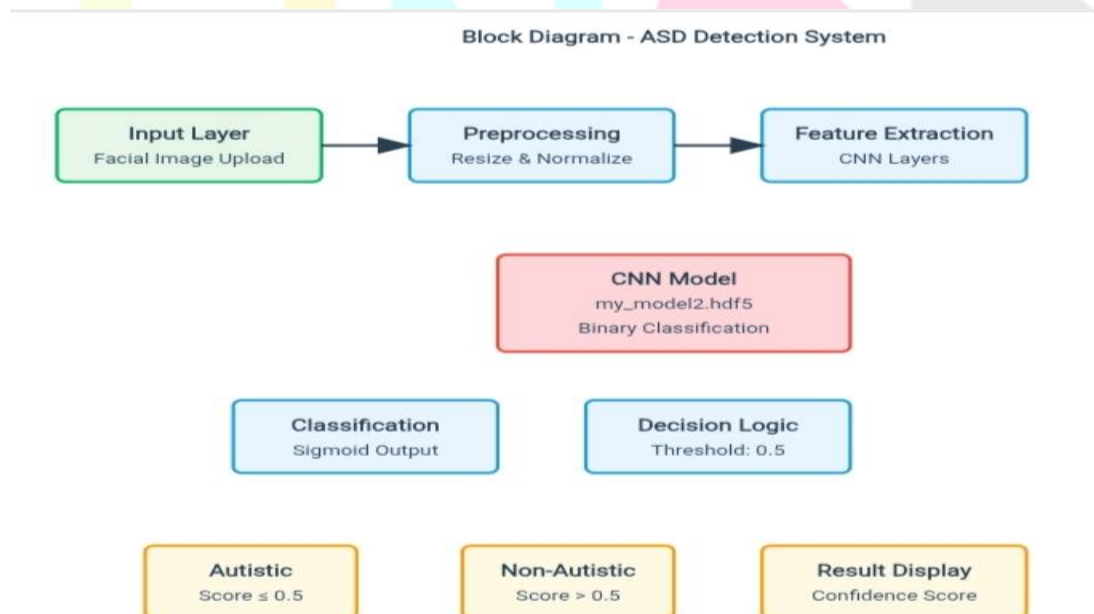 Block Diagram - ASD Detection System
Input Layer
Facial Image Upload
Preprocessing
Resize & Normalize
Feature Extraction
CNN Layers
CNN Model
my_model2.hdf5
Binary Classification
Classification
Sigmoid Output
Decision Logic
Threshold: 0.5
Autistic
Score ≤ 0.5
Non-Autistic
Score > 0.5
Result Display
Confidence Score